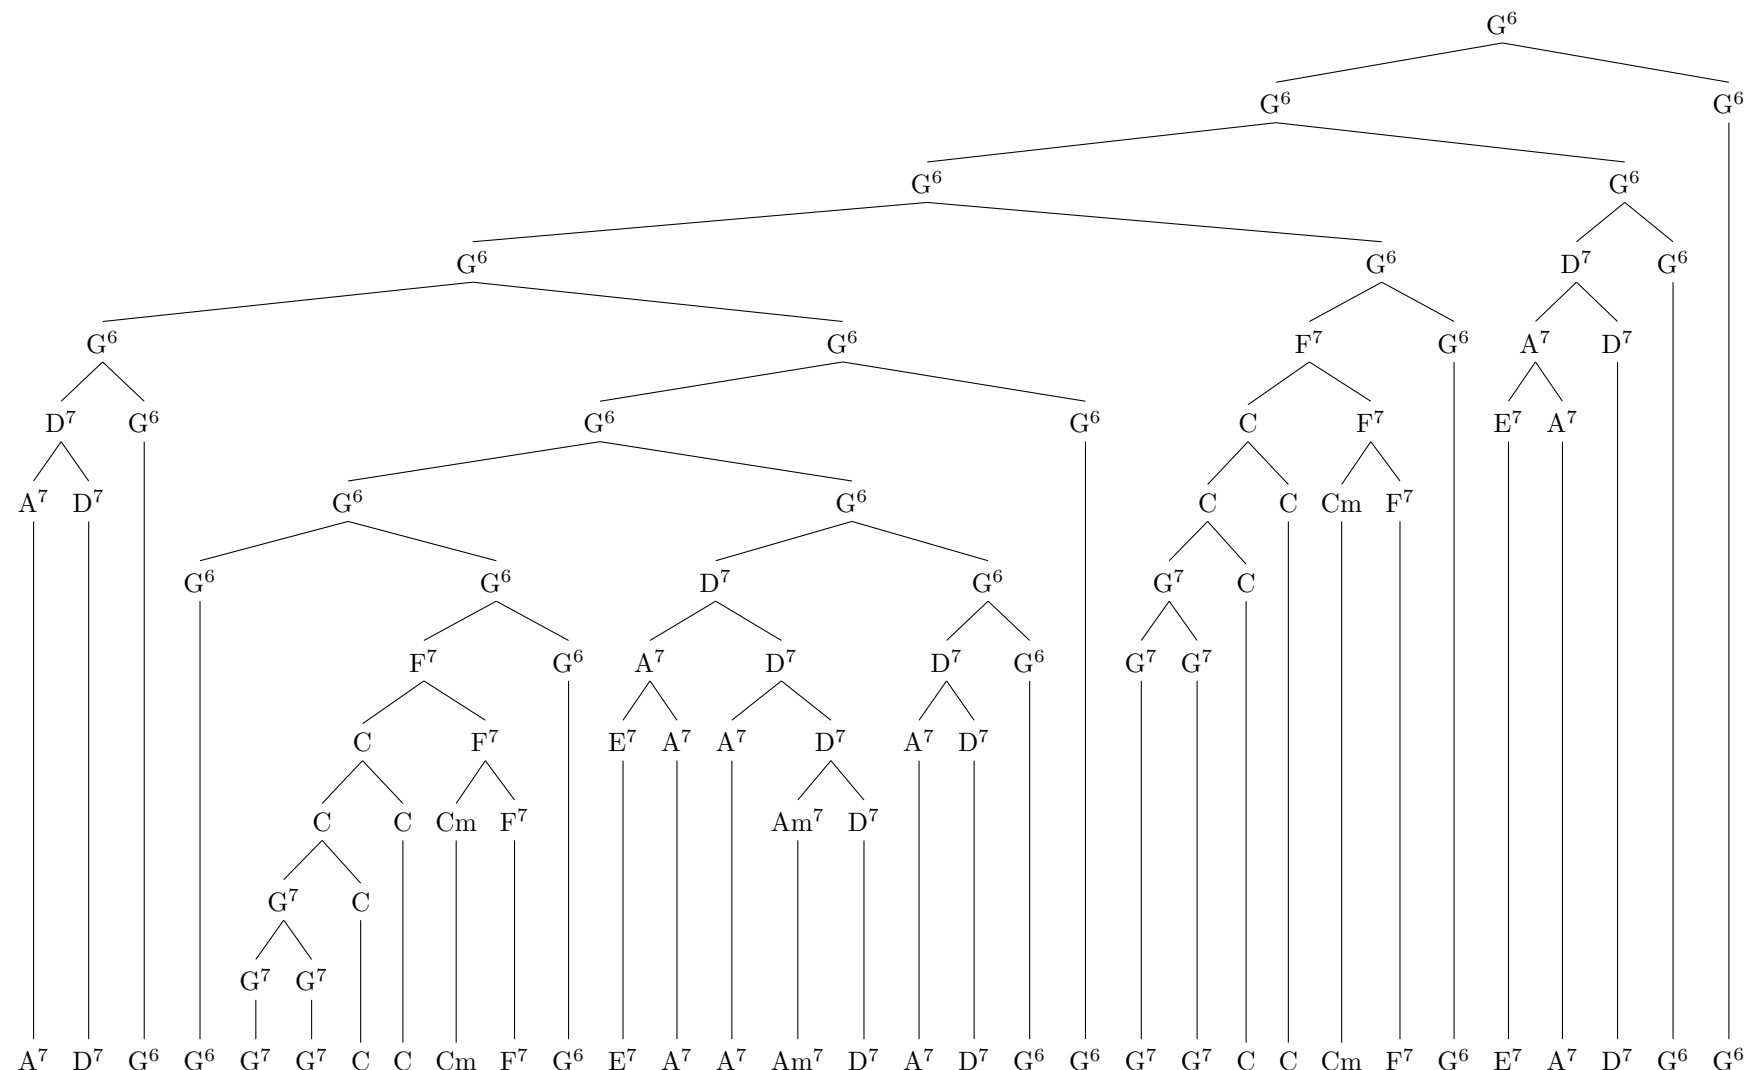 G⁶
G⁶ G⁶
G⁶ G⁶
G⁶ G⁶ D⁷ G⁶
G⁶ G⁶ F⁷ G⁶ A⁷ D⁷
D⁷ G⁶ G⁶ G⁶ C F⁷ E⁷ A⁷
A⁷ D⁷ G⁶ G⁶ C C Cm F⁷
G⁶ G⁶ D⁷ G⁶ G⁷ C
F⁷ G⁶ A⁷ D⁷ D⁷ G⁶ G⁷ G⁷
C F⁷ E⁷ A⁷ A⁷ D⁷ A⁷ D⁷
C C Cm F⁷ Am⁷ D⁷
G⁷ C
G⁷ G⁷
A⁷ D⁷ G⁶ G⁶ G⁷ G⁷ C C Cm F⁷ G⁶ E⁷ A⁷ A⁷ Am⁷ D⁷ A⁷ D⁷ G⁶ G⁶ G⁷ G⁷ C C Cm F⁷ G⁶ E⁷ A⁷ D⁷ G⁶ G⁶